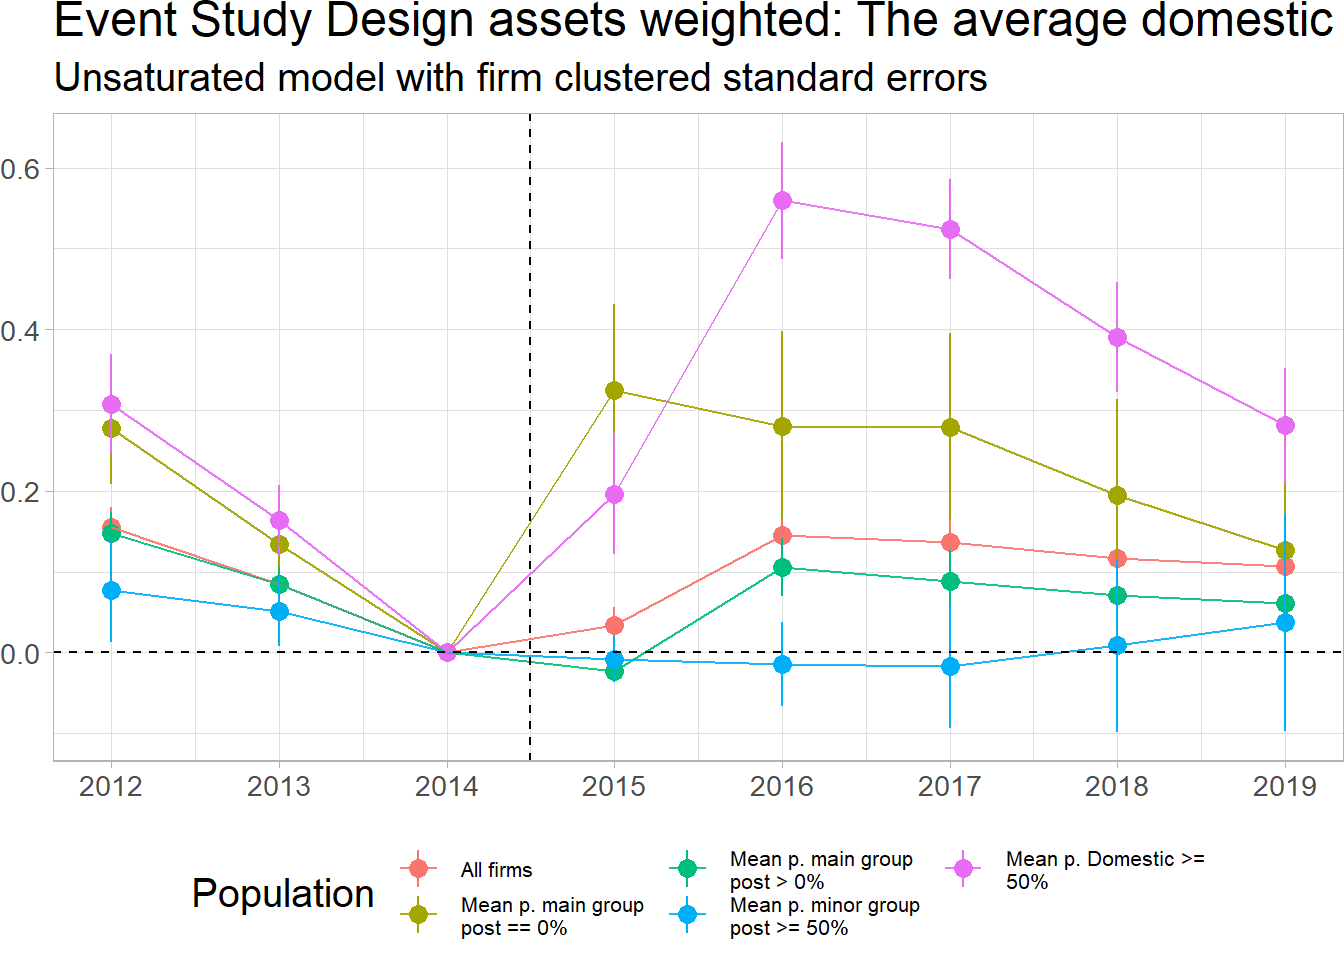 Event Study Design assets weighted: The average domestic
Unsaturated model with firm clustered standard errors
0.6
0.4
0.2
0.0
2012 2013 2014 2015 2016 2017 2018 2019
Population
All firms
Mean p. main group
post == 0%
Mean p. main group
post > 0%
Mean p. minor group
post >= 50%
Mean p. Domestic >=
50%